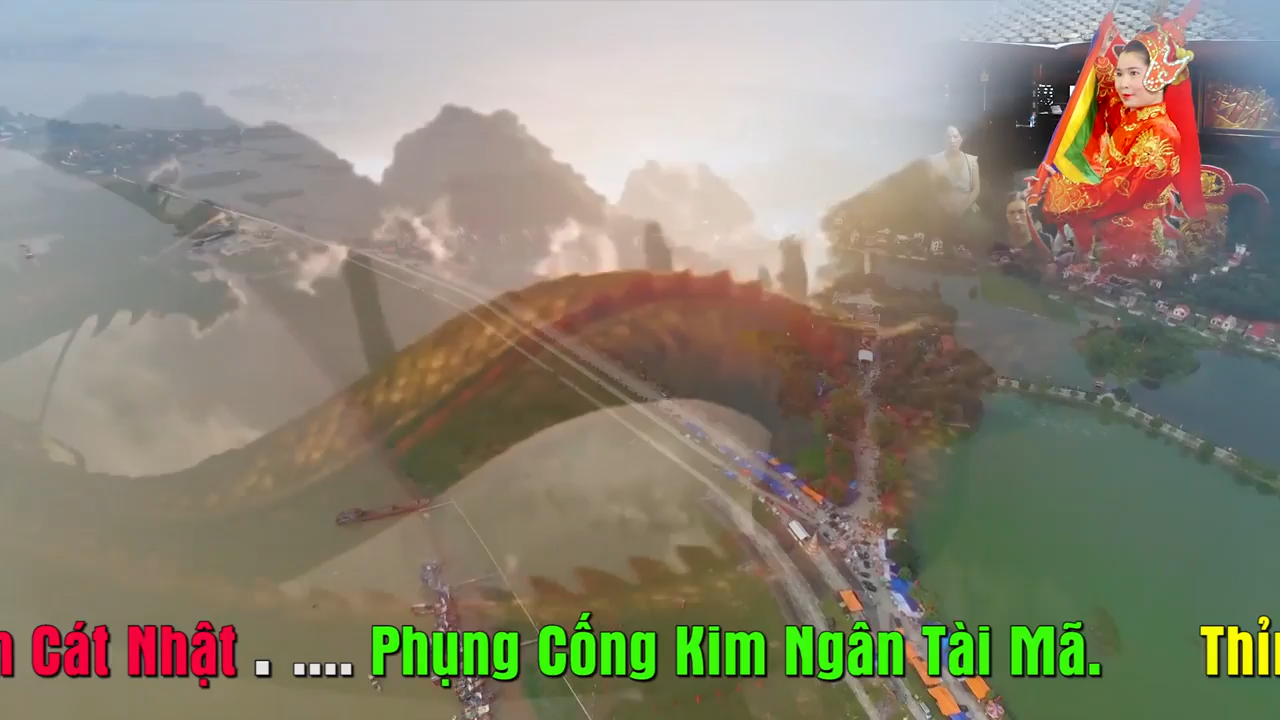 Cát Nhật . .... Phụng Cống Kim Ngân Tài Mã.